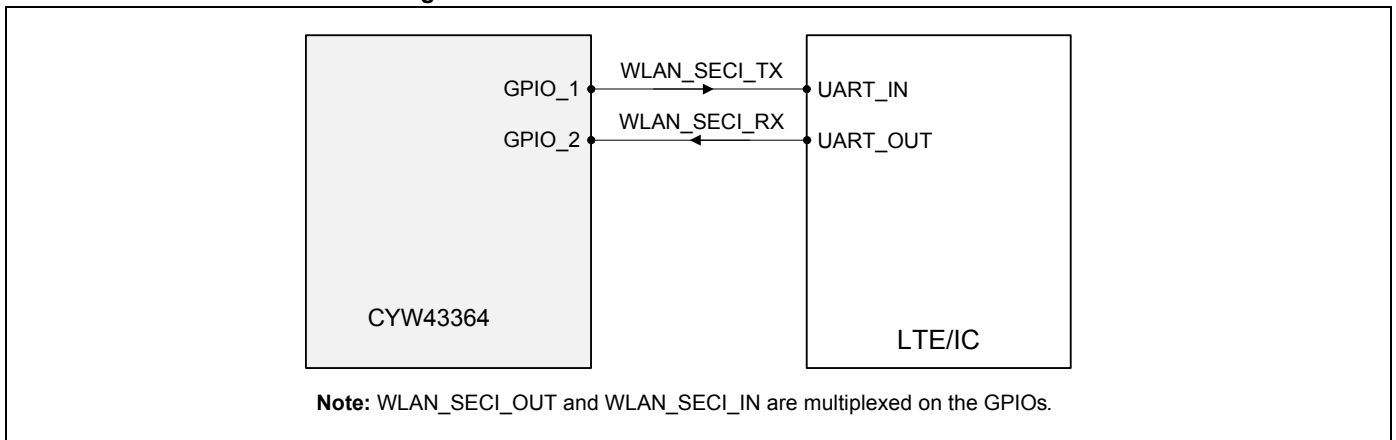 GPIO_1 WLAN_SECI_TX UART_IN
GPIO_2 WLAN_SECI_RX UART_OUT
CYW43364
LTE/IC
Note: WLAN_SECI_OUT and WLAN_SECI_IN are multiplexed on the GPIOs.